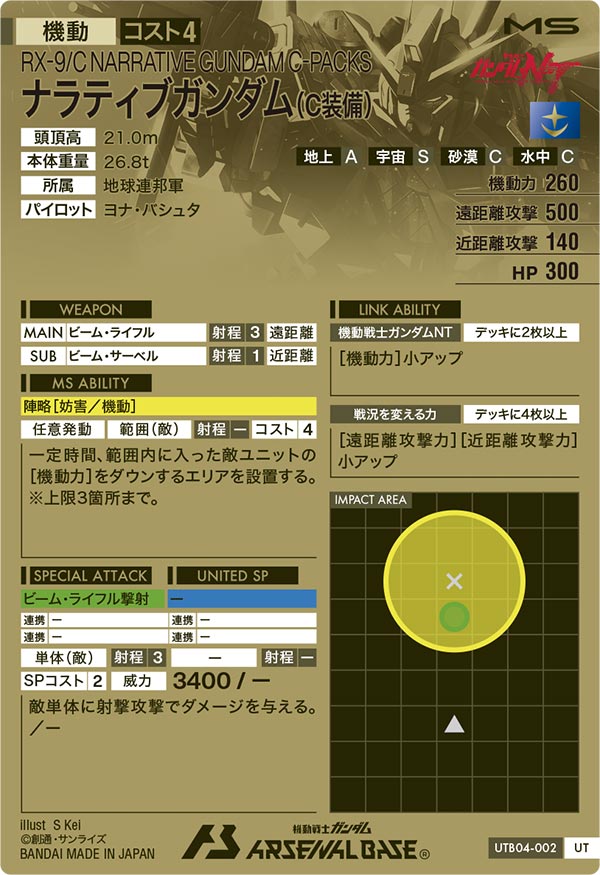 機動 コスト4 MS
RX-9/C NARRATIVE GUNDAM C-PACKS
ガンダムNT
ナラティブガンダム(C装備)
頭頂高 21.0m
本体重量 26.8t
所属 地球連邦軍
パイロット ヨナ・バシュタ
地上 A 宇宙 S 砂漠 C 水中 C
機動力 260
遠距離攻撃 500
近距離攻撃 140
HP 300
WEAPON
MAIN ビーム・ライフル 射程 3 遠距離
SUB ビーム・サーベル 射程 1 近距離
MS ABILITY
陣略[妨害/機動]
任意発動 範囲(敵) 射程 ー コスト 4
一定時間、範囲内に入った敵ユニットの
[機動力]をダウンするエリアを設置する。
※上限3箇所まで。
LINK ABILITY
機動戦士ガンダムNT デッキに2枚以上
[機動力]小アップ
戦況を変える力 デッキに4枚以上
[遠距離攻撃力][近距離攻撃力]
小アップ
IMPACT AREA
SPECIAL ATTACK UNITED SP
ビーム・ライフル撃射 ー
連携 ー 連携 ー
連携 ー 連携 ー
単体(敵) 射程 3 ー 射程 ー
SPコスト 2 威力 3400 / ー
敵単体に射撃攻撃でダメージを与える。
/ー
illust S Kei
©創通・サンライズ
BANDAI MADE IN JAPAN
機動戦士ガンダム
ARSENAL BASE®
UTB04-002 UT